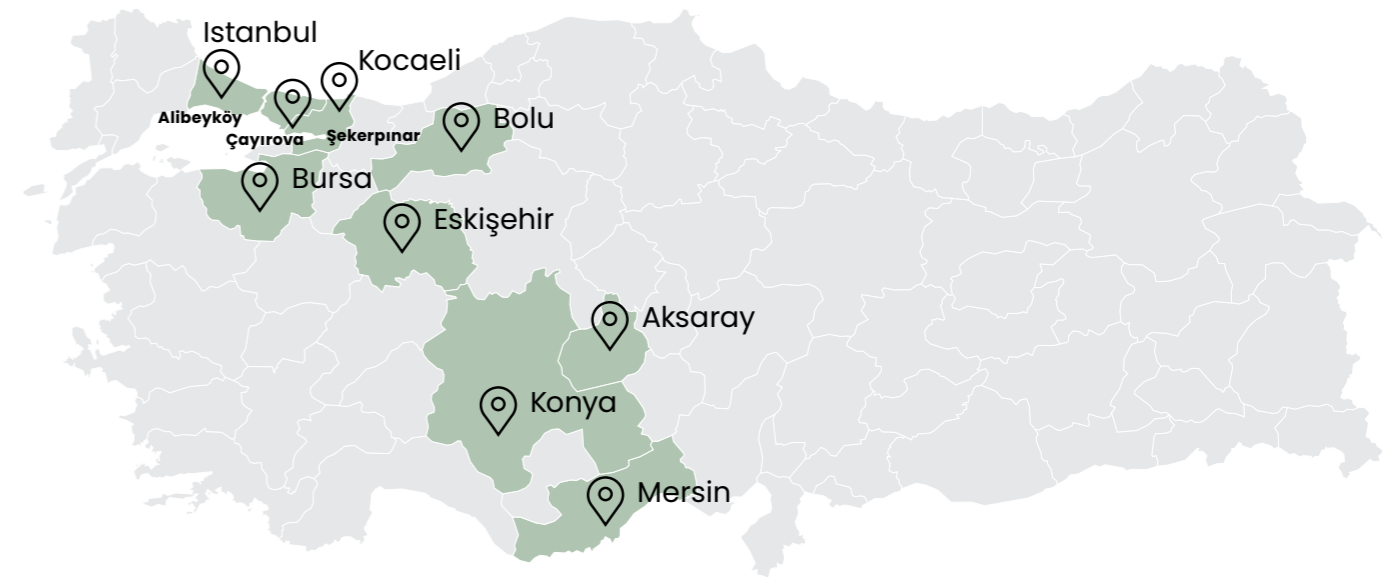 Istanbul
Kocaeli
Alibeyköy
Çayırova
Şekerpınar
Bolu
Bursa
Eskişehir
Aksaray
Konya
Mersin